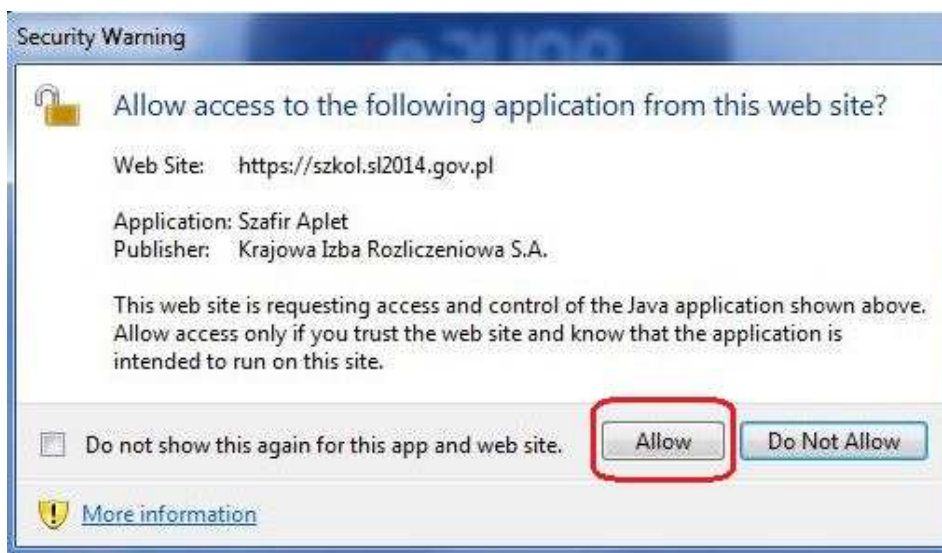 Security Warning
Allow access to the following application from this web site?
Web Site: https://szkol.sl2014.gov.pl
Application: Szafir Aplet
Publisher: Krajowa Izba Rozliczeniowa S.A.
This web site is requesting access and control of the Java application shown above.
Allow access only if you trust the web site and know that the application is
intended to run on this site.
Do not show this again for this app and web site. Allow Do Not Allow
More information